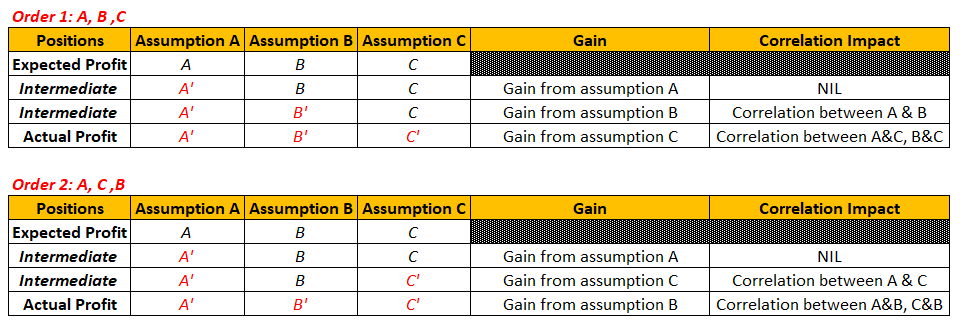 Order 1: A, B ,C
Positions Assumption A Assumption B Assumption C Gain Correlation Impact
Expected Profit A B C
Intermediate A' B C Gain from assumption A NIL
Intermediate A' B' C Gain from assumption B Correlation between A & B
Actual Profit A' B' C' Gain from assumption C Correlation between A&C, B&C
Order 2: A, C ,B
Positions Assumption A Assumption B Assumption C Gain Correlation Impact
Expected Profit A B C
Intermediate A' B C Gain from assumption A NIL
Intermediate A' B C' Gain from assumption C Correlation between A & C
Actual Profit A' B' C' Gain from assumption B Correlation between A&B, C&B